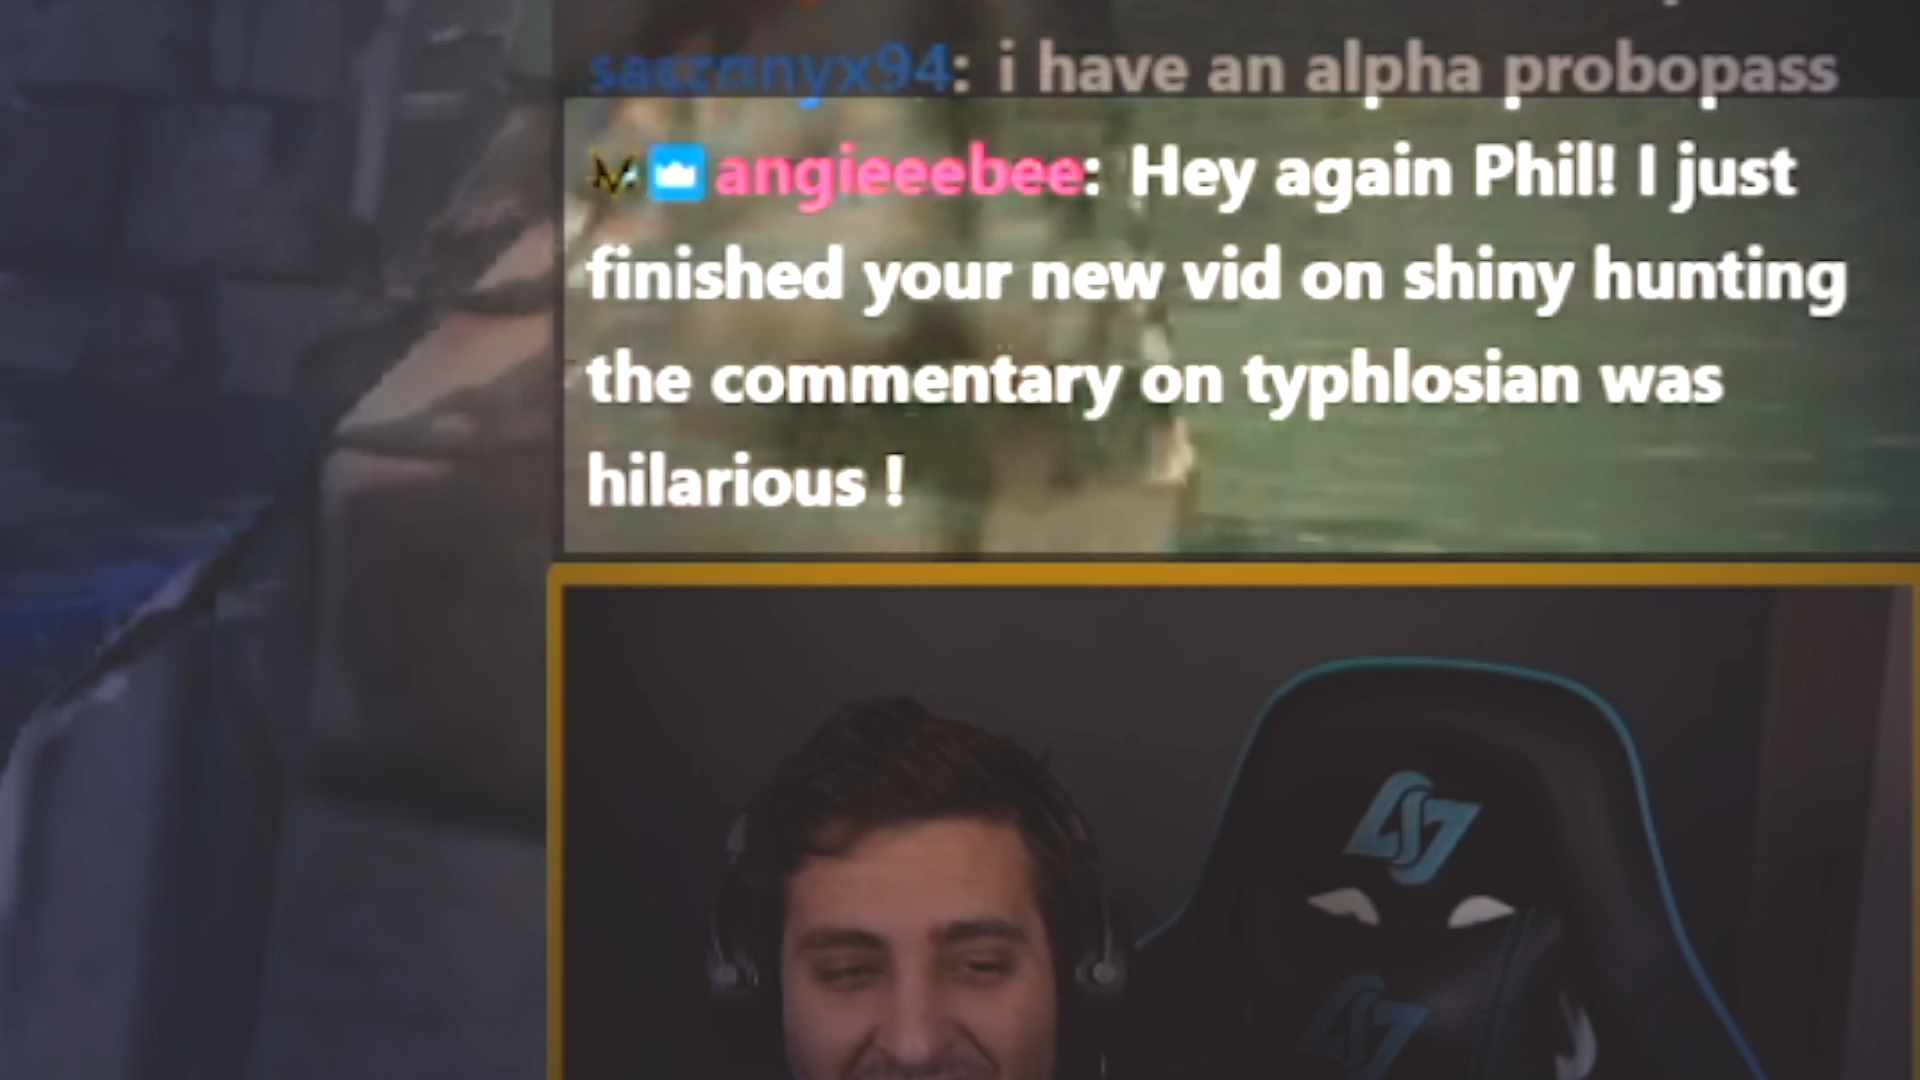 : i have an alpha probopass
angieeebee: Hey again Phil! I just
finished your new vid on shiny hunting
the commentary on typhlosian was
hilarious !